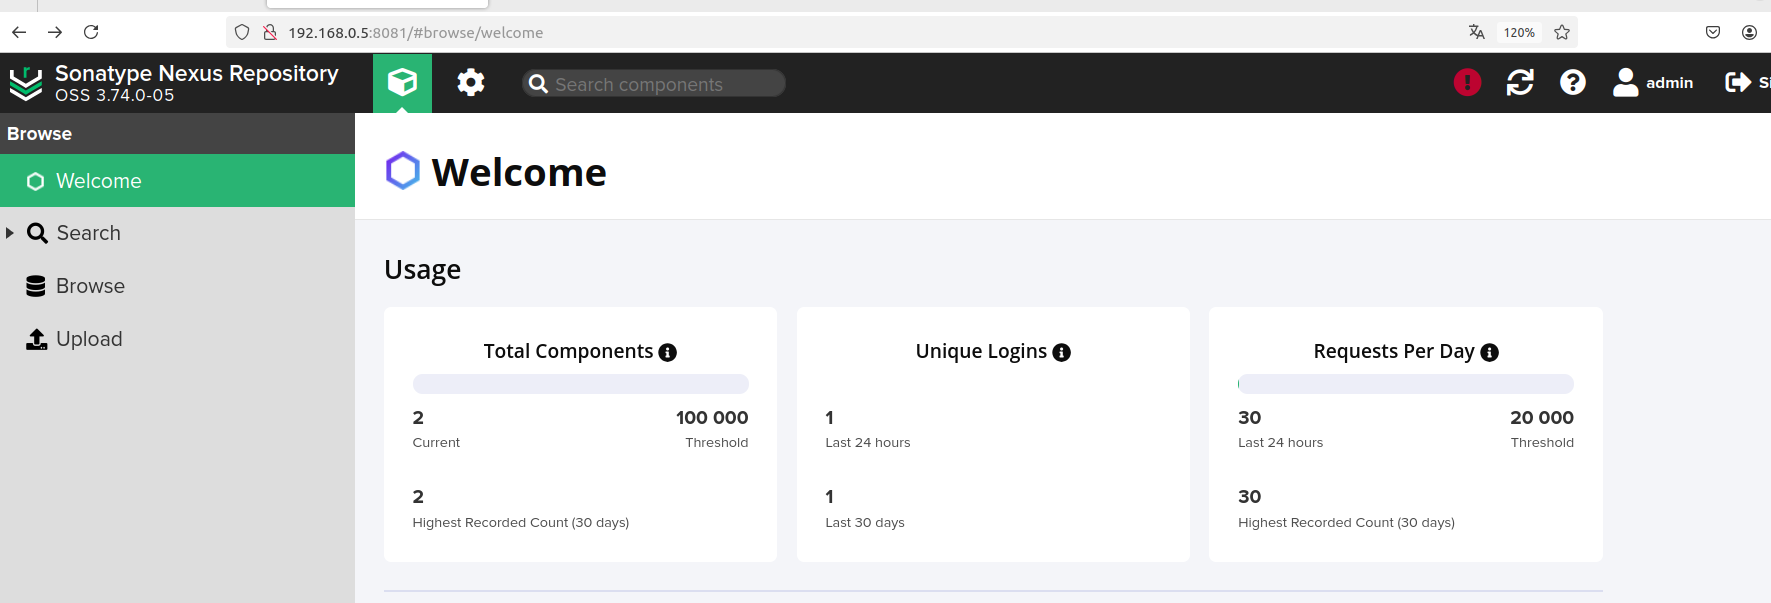 192.168.0.5:8081/#browse/welcome
120%
Sonatype Nexus Repository
OSS 3.74.0-05
Search components
admin
Browse
Welcome
Search
Browse
Upload
Welcome
Usage
Total Components
2
100 000
Current
Threshold
2
Highest Recorded Count (30 days)
Unique Logins
1
Last 24 hours
1
Last 30 days
Requests Per Day
30
20 000
Last 24 hours
Threshold
30
Highest Recorded Count (30 days)